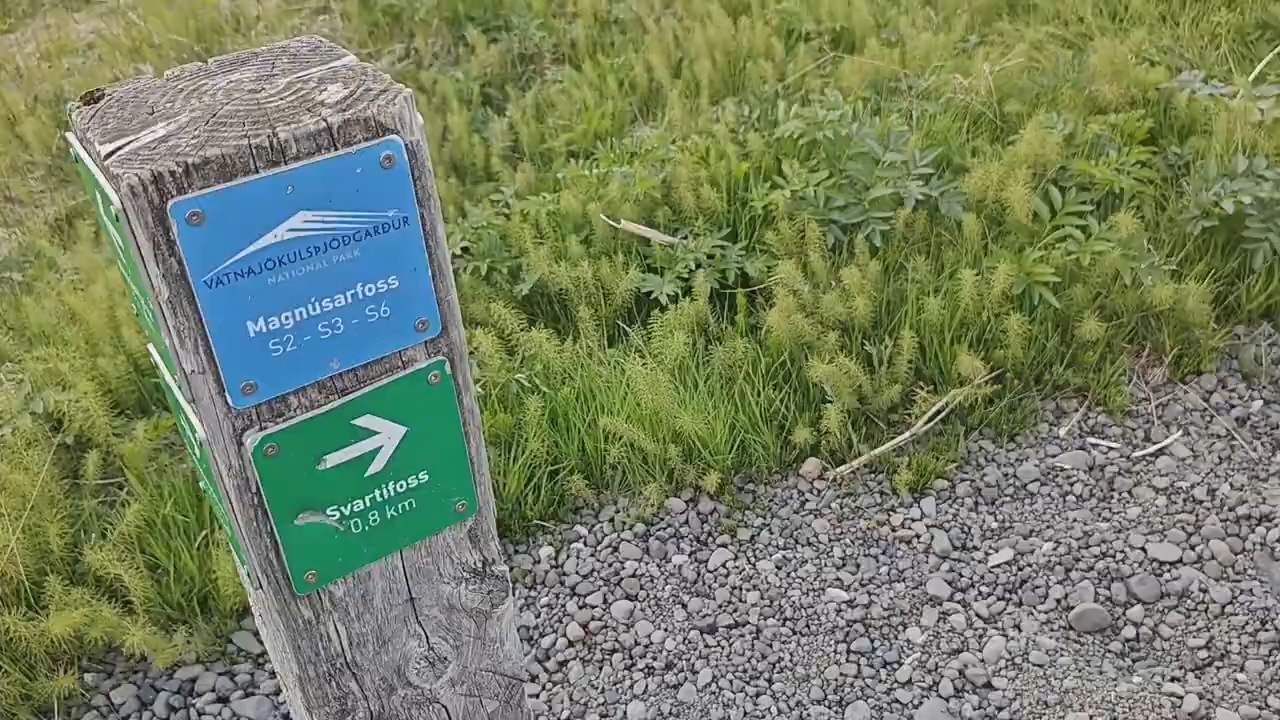 VATNAJÖKULSÞJÓÐGARÐUR
NATIONAL PARK
Magnúsarfoss
S2 - S3 - S6
Svartifoss
0,8 km